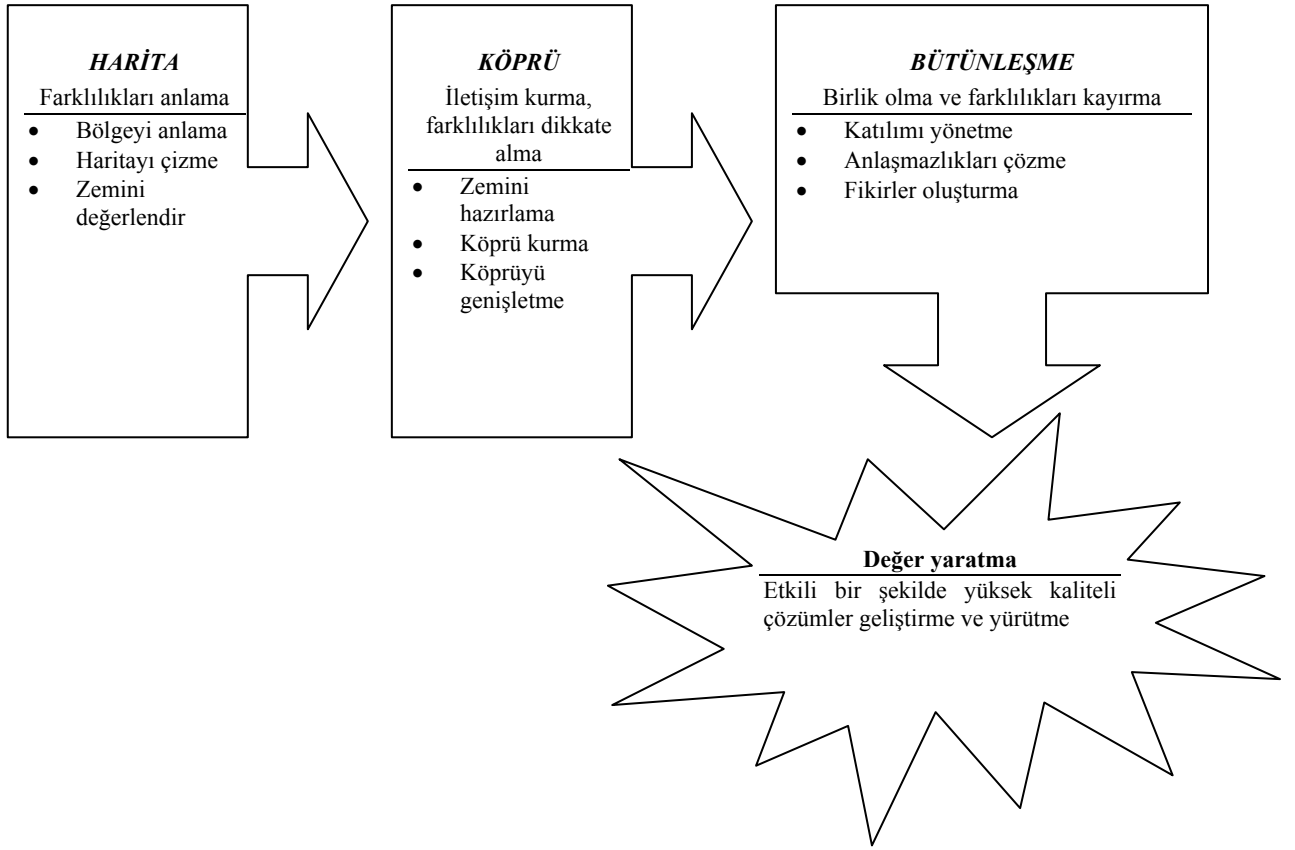 HARİTA
Farklılıkları anlama
• Bölgeyi anlama
• Haritayı çizme
• Zemini
değerlendir
KÖPRÜ
İletişim kurma,
farklılıkları dikkate
alma
• Zemini
hazırlama
• Köprü kurma
• Köprüyü
genişletme
BÜTÜNLEŞME
Birlik olma ve farklılıkları kayırma
• Katılımı yönetme
• Anlaşmazlıkları çözme
• Fikirler oluşturma
Değer yaratma
Etkili bir şekilde yüksek kaliteli
çözümler geliştirme ve yürütme